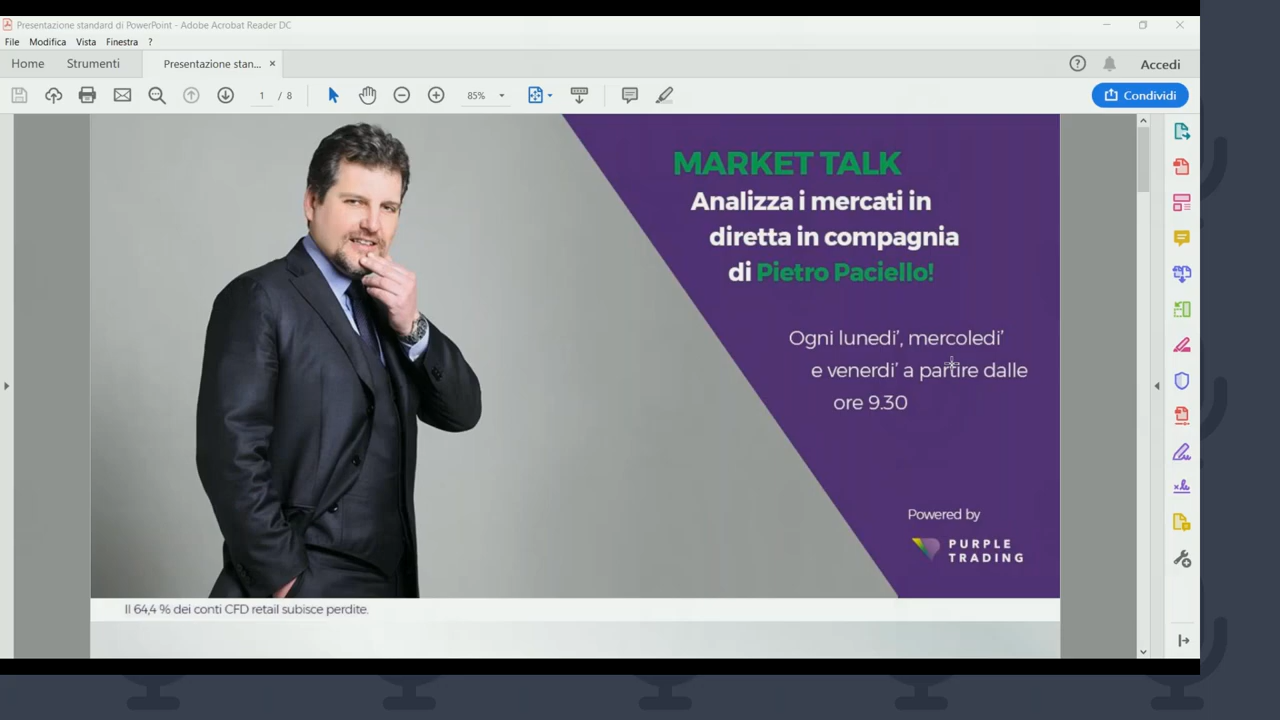 Presentazione standard di PowerPoint - Adobe Acrobat Reader DC
File Modifica Vista Finestra ?
Home Strumenti Presentazione stan... ×
Accedi
1 / 8
85%
Condividi
MARKET TALK
Analizza i mercati in
diretta in compagnia
di Pietro Paciello!
Ogni lunedi', mercoledi'
e venerdi' a partire dalle
ore 9.30
Powered by
PURPLE
TRADING
Il 64,4 % dei conti CFD retail subisce perdite.